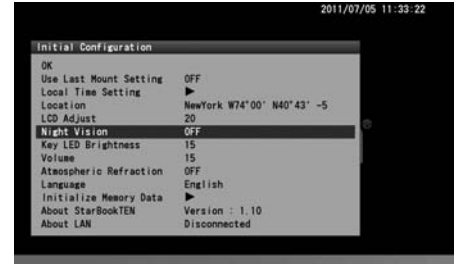 2011/07/05 11:33:22
Initial Configuration
OK
Use Last Mount Setting OFF
Local Time Setting ▶
Location NewYork W74°00' N40°43' -5
LCD Adjust 20
Night Vision OFF
Key LED Brightness 15
Volume 15
Atmospheric Refraction OFF
Language English
Initialize Memory Data ▶
About StarBookTEN Version : 1.10
About LAN Disconnected